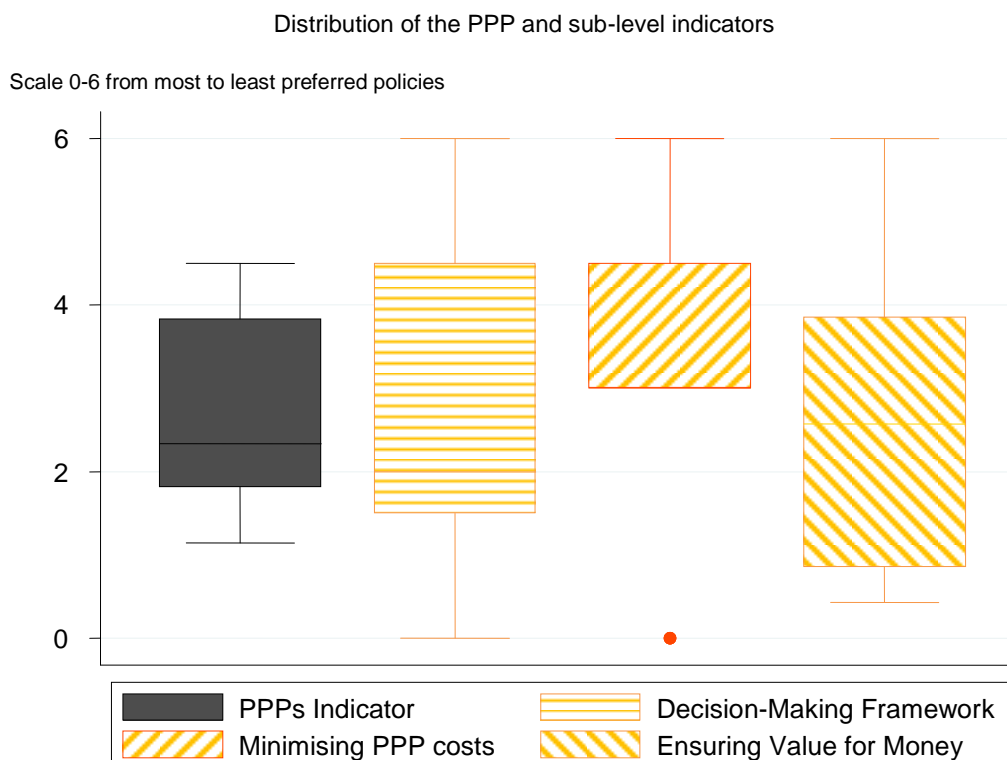 Distribution of the PPP and sub-level indicators
Scale 0-6 from most to least preferred policies
6
4
2
0
PPPs Indicator
Decision-Making Framework
Minimising PPP costs
Ensuring Value for Money